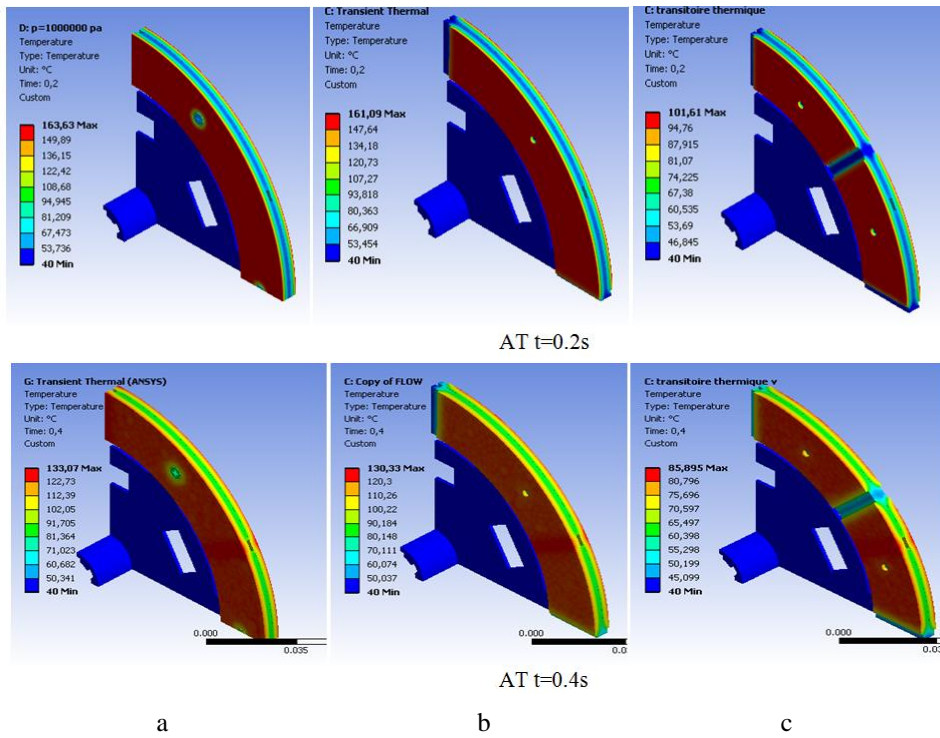 D: p=1000000 pa
Temperature
Type: Temperature
Unit: °C
Time: 0,2
Custom
163,63 Max
149,89
136,15
122,42
108,68
94,945
81,209
67,473
53,736
40 Min
C: Transient Thermal
Temperature
Type: Temperature
Unit: °C
Time: 0,2
Custom
161,09 Max
147,64
134,18
120,73
107,27
93,818
80,363
66,909
53,454
40 Min
C: transitoire thermique
Temperature
Type: Temperature
Unit: °C
Time: 0,2
Custom
101,61 Max
94,76
87,915
81,07
74,225
67,38
60,535
53,69
46,845
40 Min
AT t=0.2s
G: Transient Thermal (ANSYS)
Temperature
Type: Temperature
Unit: °C
Time: 0,4
Custom
133,07 Max
122,73
112,39
102,05
91,705
81,364
71,023
60,682
50,341
40 Min
0.000
0.035
C: Copy of FLOW
Temperature
Type: Temperature
Unit: °C
Time: 0,4
Custom
130,33 Max
120,3
110,26
100,22
90,184
80,148
70,111
60,074
50,037
40 Min
0.000
C: transitoire thermique v
Temperature
Type: Temperature
Unit: °C
Time: 0,4
Custom
85,895 Max
80,796
75,696
70,597
65,497
60,398
55,298
50,199
45,099
40 Min
0.000
AT t=0.4s
a b c